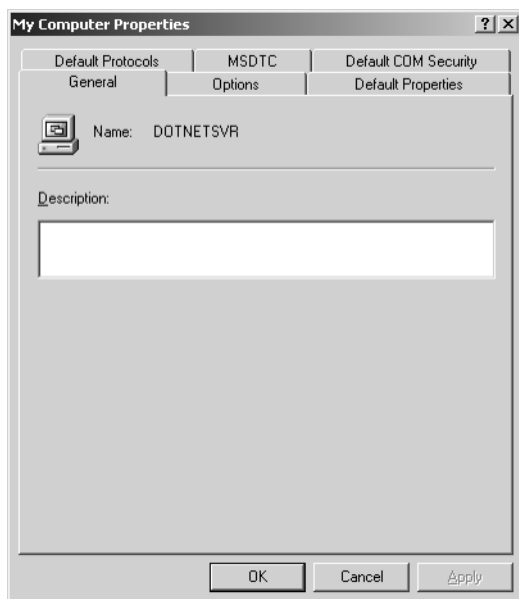 My Computer Properties
Default Protocols MSDTC Default COM Security
General Options Default Properties
Name: DOTNETSVR
Description:
OK Cancel Apply